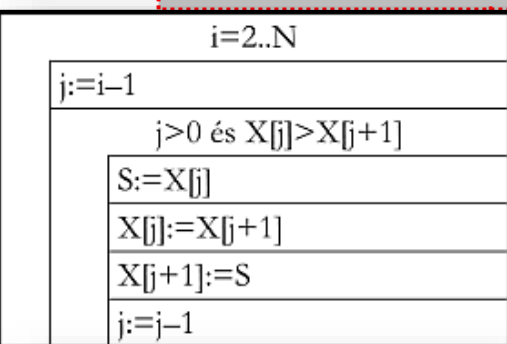 i=2..N
j:=i–1
j>0 és X[j]>X[j+1]
S:=X[j]
X[j]:=X[j+1]
X[j+1]:=S
j:=j–1